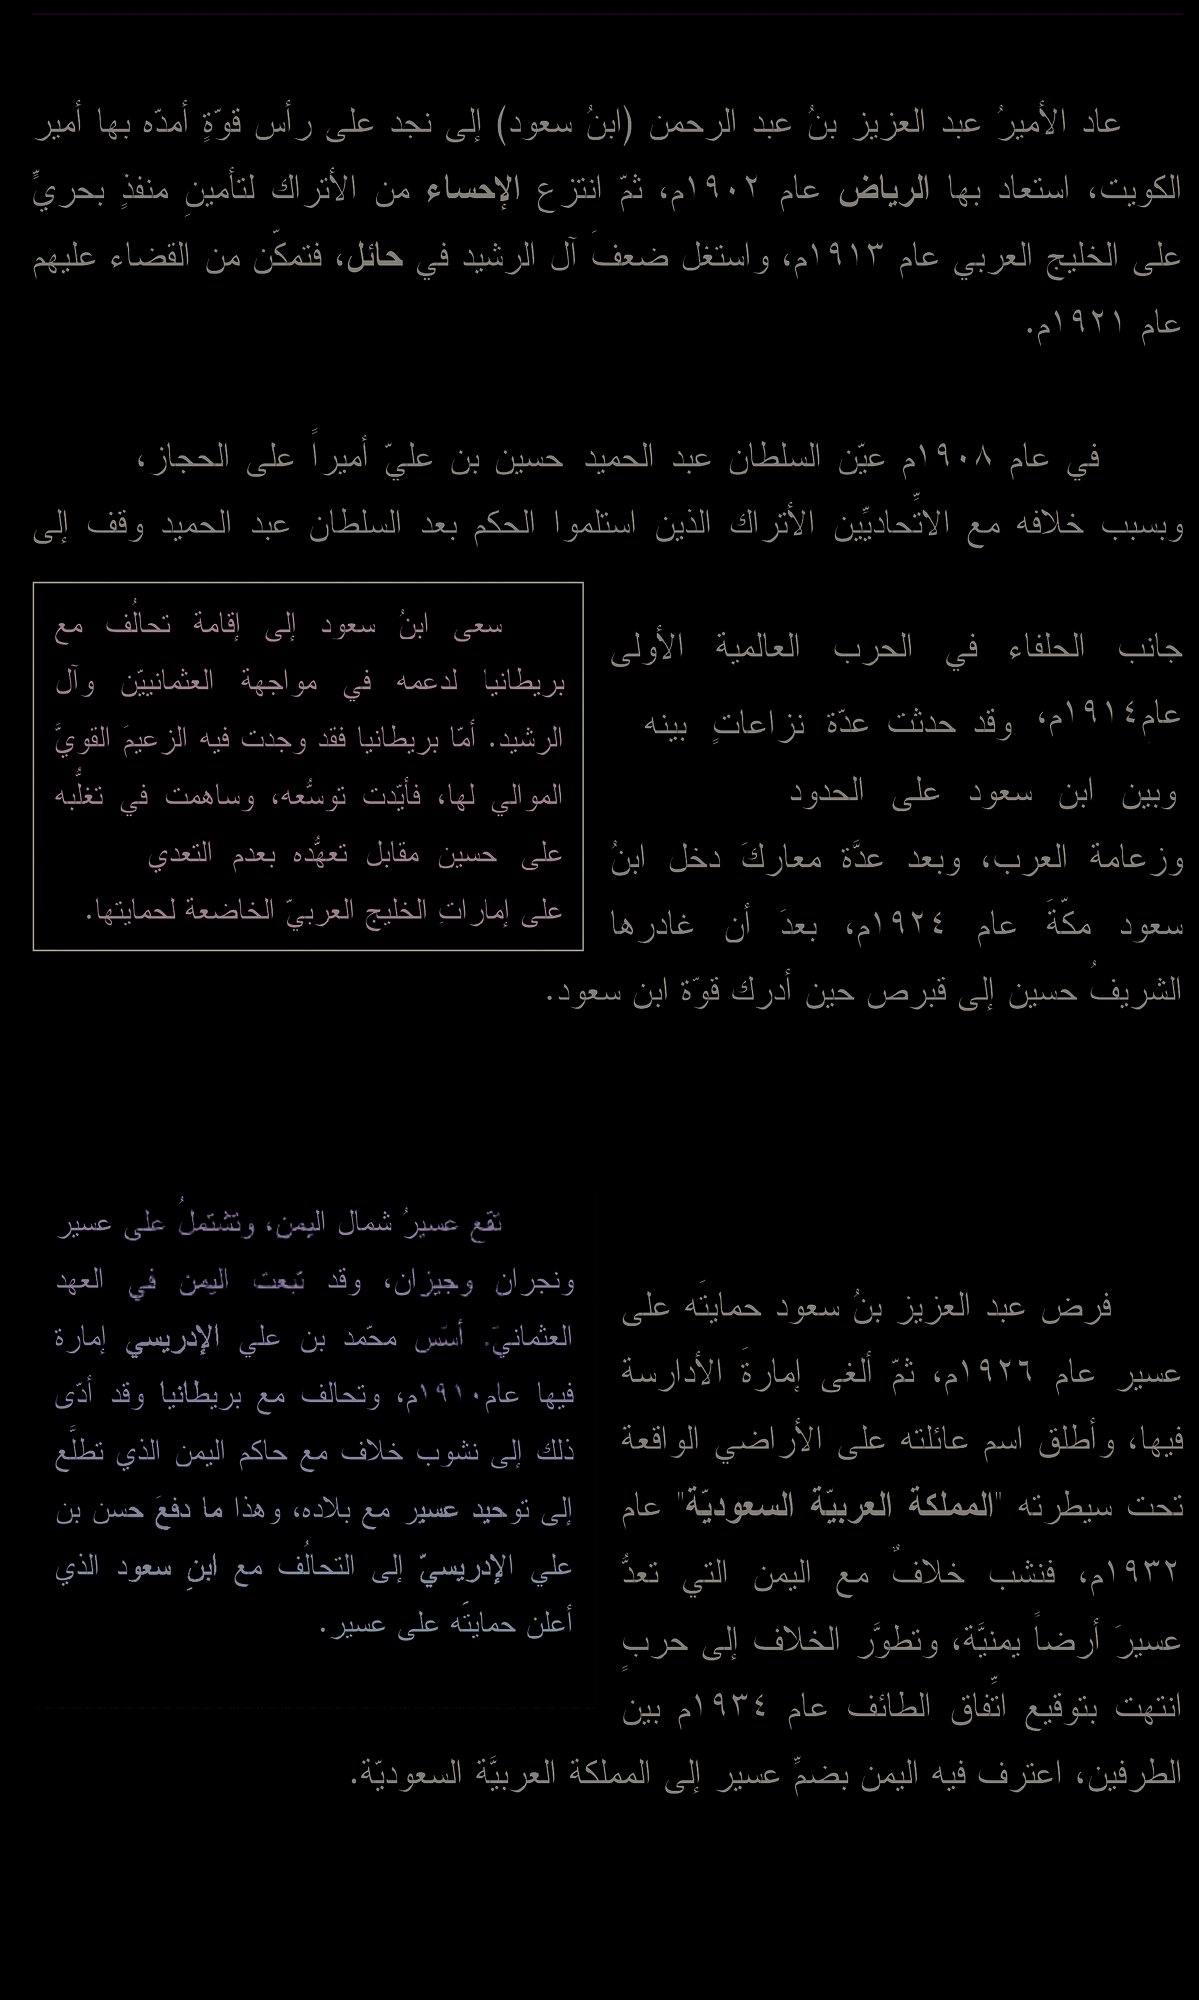 عاد الأميرُ عبد العزيز بنُ عبد الرحمن (ابنُ سعود) إلى نجد على رأس قوّةٍ أمدّه بها أمير
الكويت، استعاد بها الرياض عام ١٩٠٢م، ثمّ انتزع الإحساء من الأتراك لتأمينِ منفذٍ بحريٍّ
على الخليج العربي عام ١٩١٣م، واستغل ضعفَ آل الرشيد في حائل، فتمكّن من القضاء عليهم
عام ١٩٢١م.
في عام ١٩٠٨م عيّن السلطان عبد الحميد حسين بن عليّ أميراً على الحجاز،
وبسبب خلافه مع الاتِّحاديِّين الأتراك الذين استلموا الحكم بعد السلطان عبد الحميد وقف إلى
جانب الحلفاء في الحرب العالمية الأولى
عام١٩١٤م، وقد حدثت عدّة نزاعاتٍ بينه
وبين ابن سعود على الحدود
وزعامة العرب، وبعد عدَّة معاركَ دخل ابنُ
سعود مكّةَ عام ١٩٢٤م، بعدَ أن غادرها
الشريفُ حسين إلى قبرص حين أدرك قوّة ابن سعود.
سعى ابنُ سعود إلى إقامة تحالُف مع
بريطانيا لدعمه في مواجهة العثمانييّن وآل
الرشيد. أمّا بريطانيا فقد وجدت فيه الزعيمَ القويَّ
الموالي لها، فأيّدت توسُّعه، وساهمت في تغلُّبه
على حسين مقابل تعهُّده بعدم التعدي
على إماراتِ الخليج العربيّ الخاضعة لحمايتها.
فرض عبد العزيز بنُ سعود حمايتَه على
عسير عام ١٩٢٦م، ثمّ ألغى إمارةَ الأدارسة
فيها، وأطلق اسم عائلته على الأراضي الواقعة
تحت سيطرته "المملكة العربيّة السعوديّة" عام
١٩٣٢م، فنشب خلافٌ مع اليمن التي تعدُّ
عسيرَ أرضاً يمنيَّة، وتطوَّر الخلاف إلى حربٍ
انتهت بتوقيع اتِّفاق الطائف عام ١٩٣٤م بين
الطرفين، اعترف فيه اليمن بضمِّ عسير إلى المملكة العربيَّة السعوديّة.
تقع عسيرُ شمال اليمن، وتشتملُ على عسير
ونجران وجيزان، وقد تبعت اليمن في العهد
العثمانيّ. أسّس محّمد بن علي الإدريسي إمارة
فيها عام١٩١٠م، وتحالف مع بريطانيا وقد أدّى
ذلك إلى نشوب خلاف مع حاكم اليمن الذي تطلَّع
إلى توحيد عسير مع بلاده، وهذا ما دفعَ حسن بن
علي الإدريسيّ إلى التحالُف مع ابنِ سعود الذي
أعلن حمايتَه على عسير.